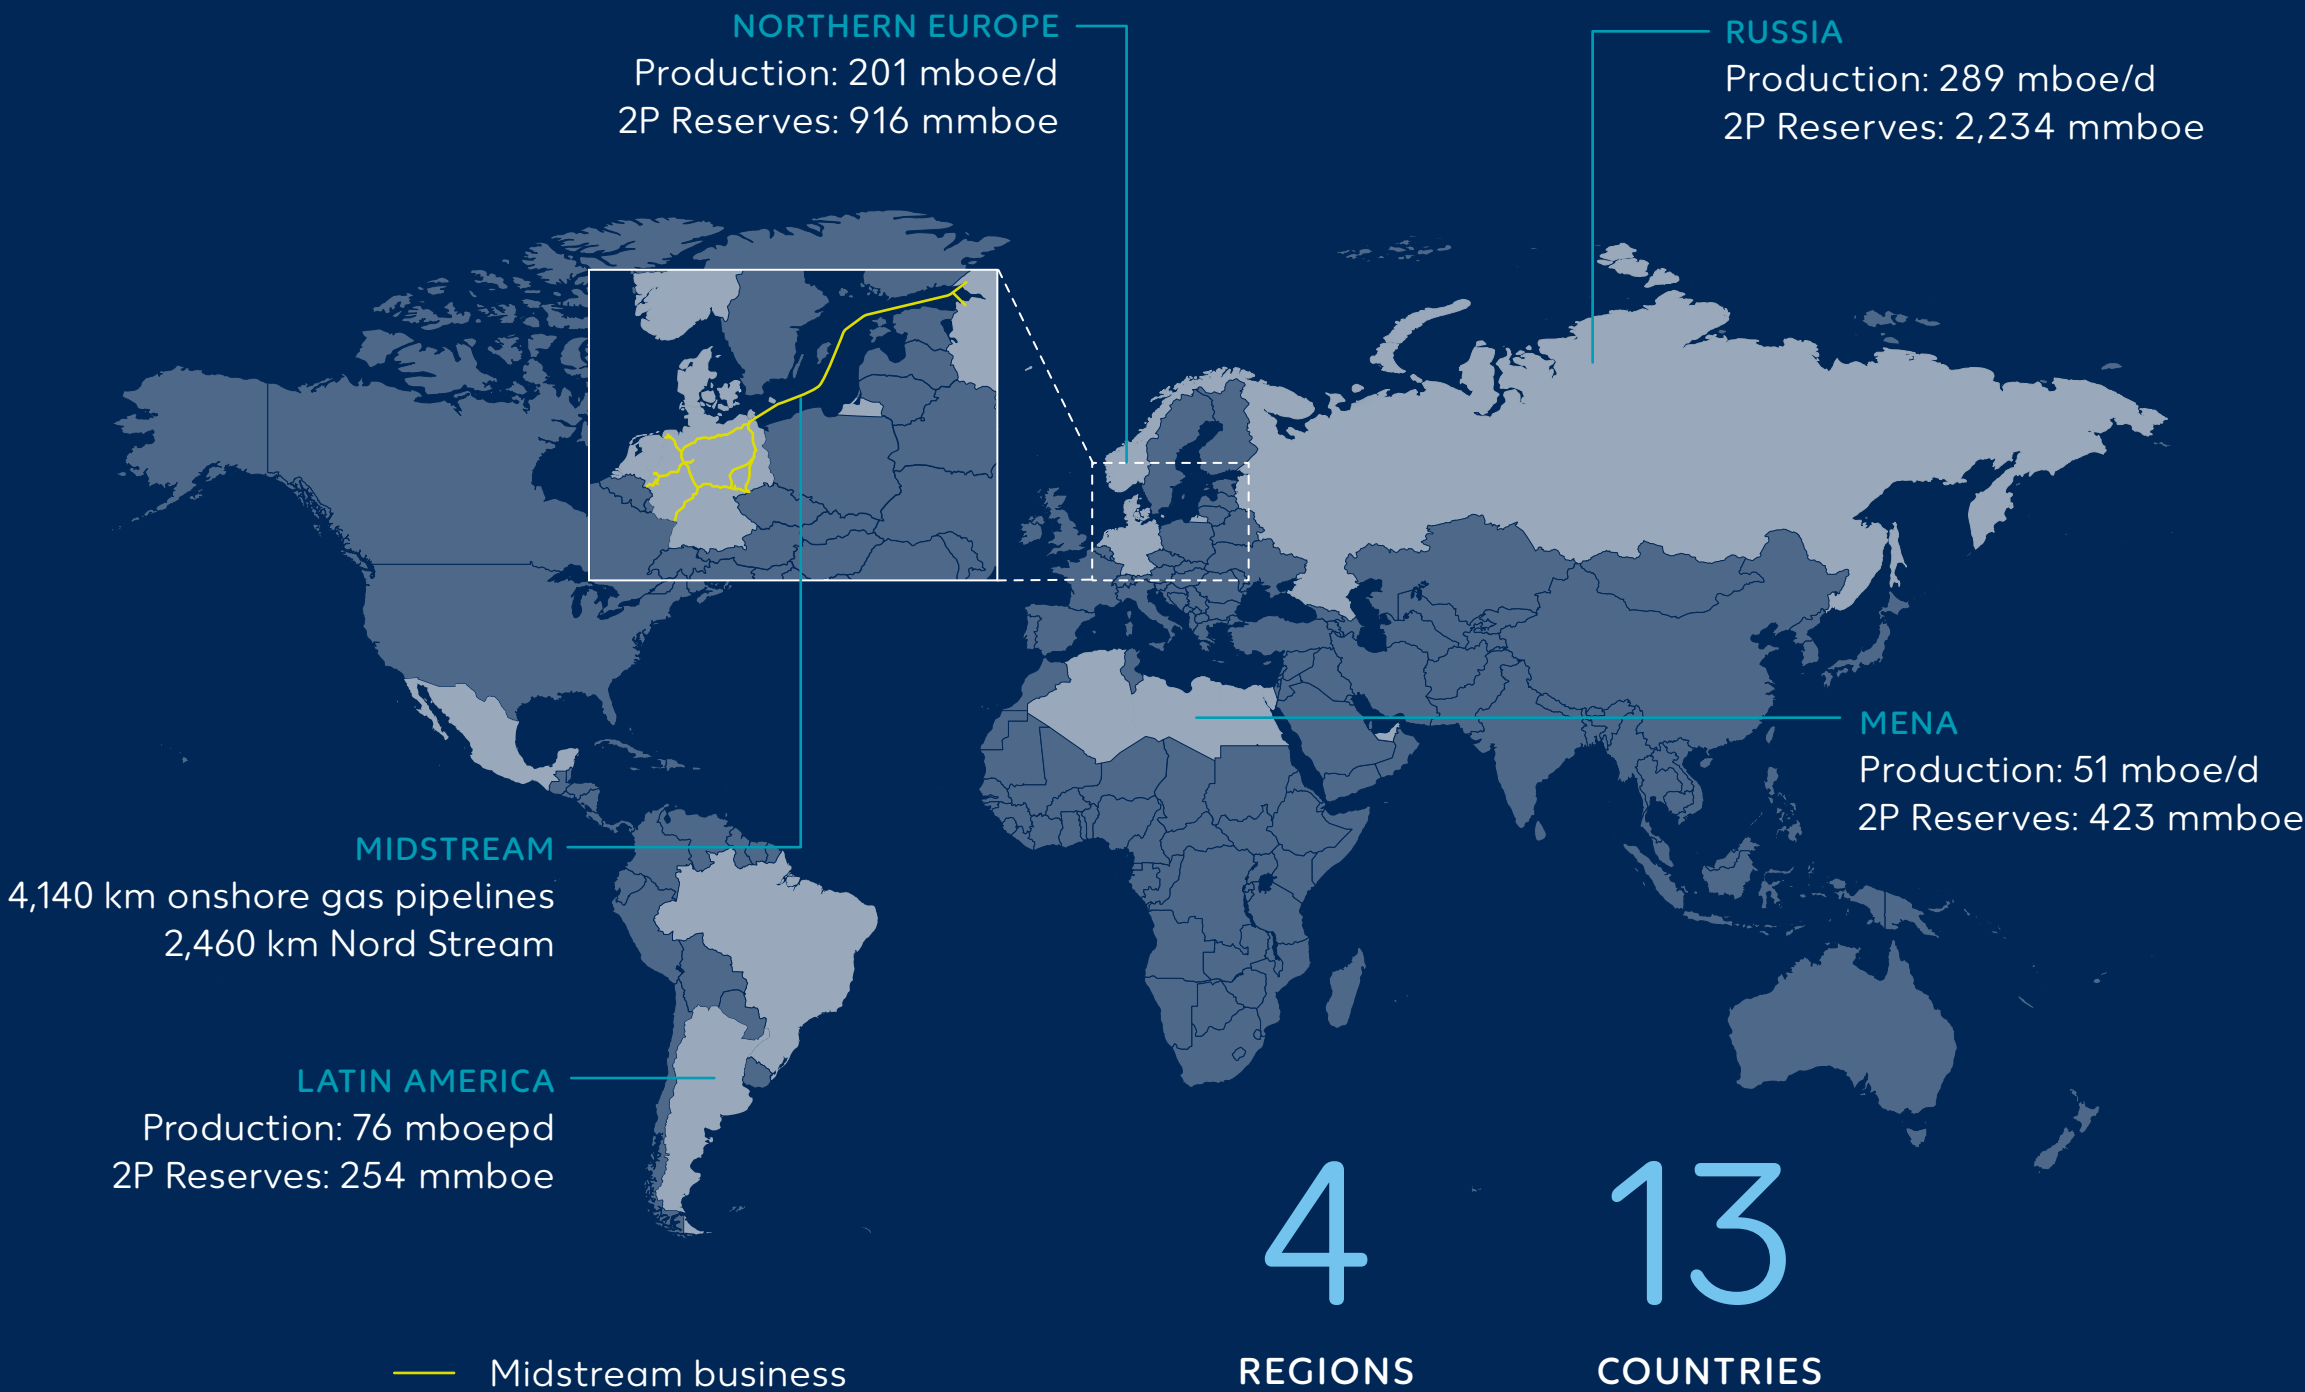 NORTHERN EUROPE
Production: 201 mboe/d
2P Reserves: 916 mmboe
RUSSIA
Production: 289 mboe/d
2P Reserves: 2,234 mmboe
MENA
Production: 51 mboe/d
2P Reserves: 423 mmboe
MIDSTREAM
4,140 km onshore gas pipelines
2,460 km Nord Stream
LATIN AMERICA
Production: 76 mboepd
2P Reserves: 254 mmboe
4
REGIONS
13
COUNTRIES
Midstream business